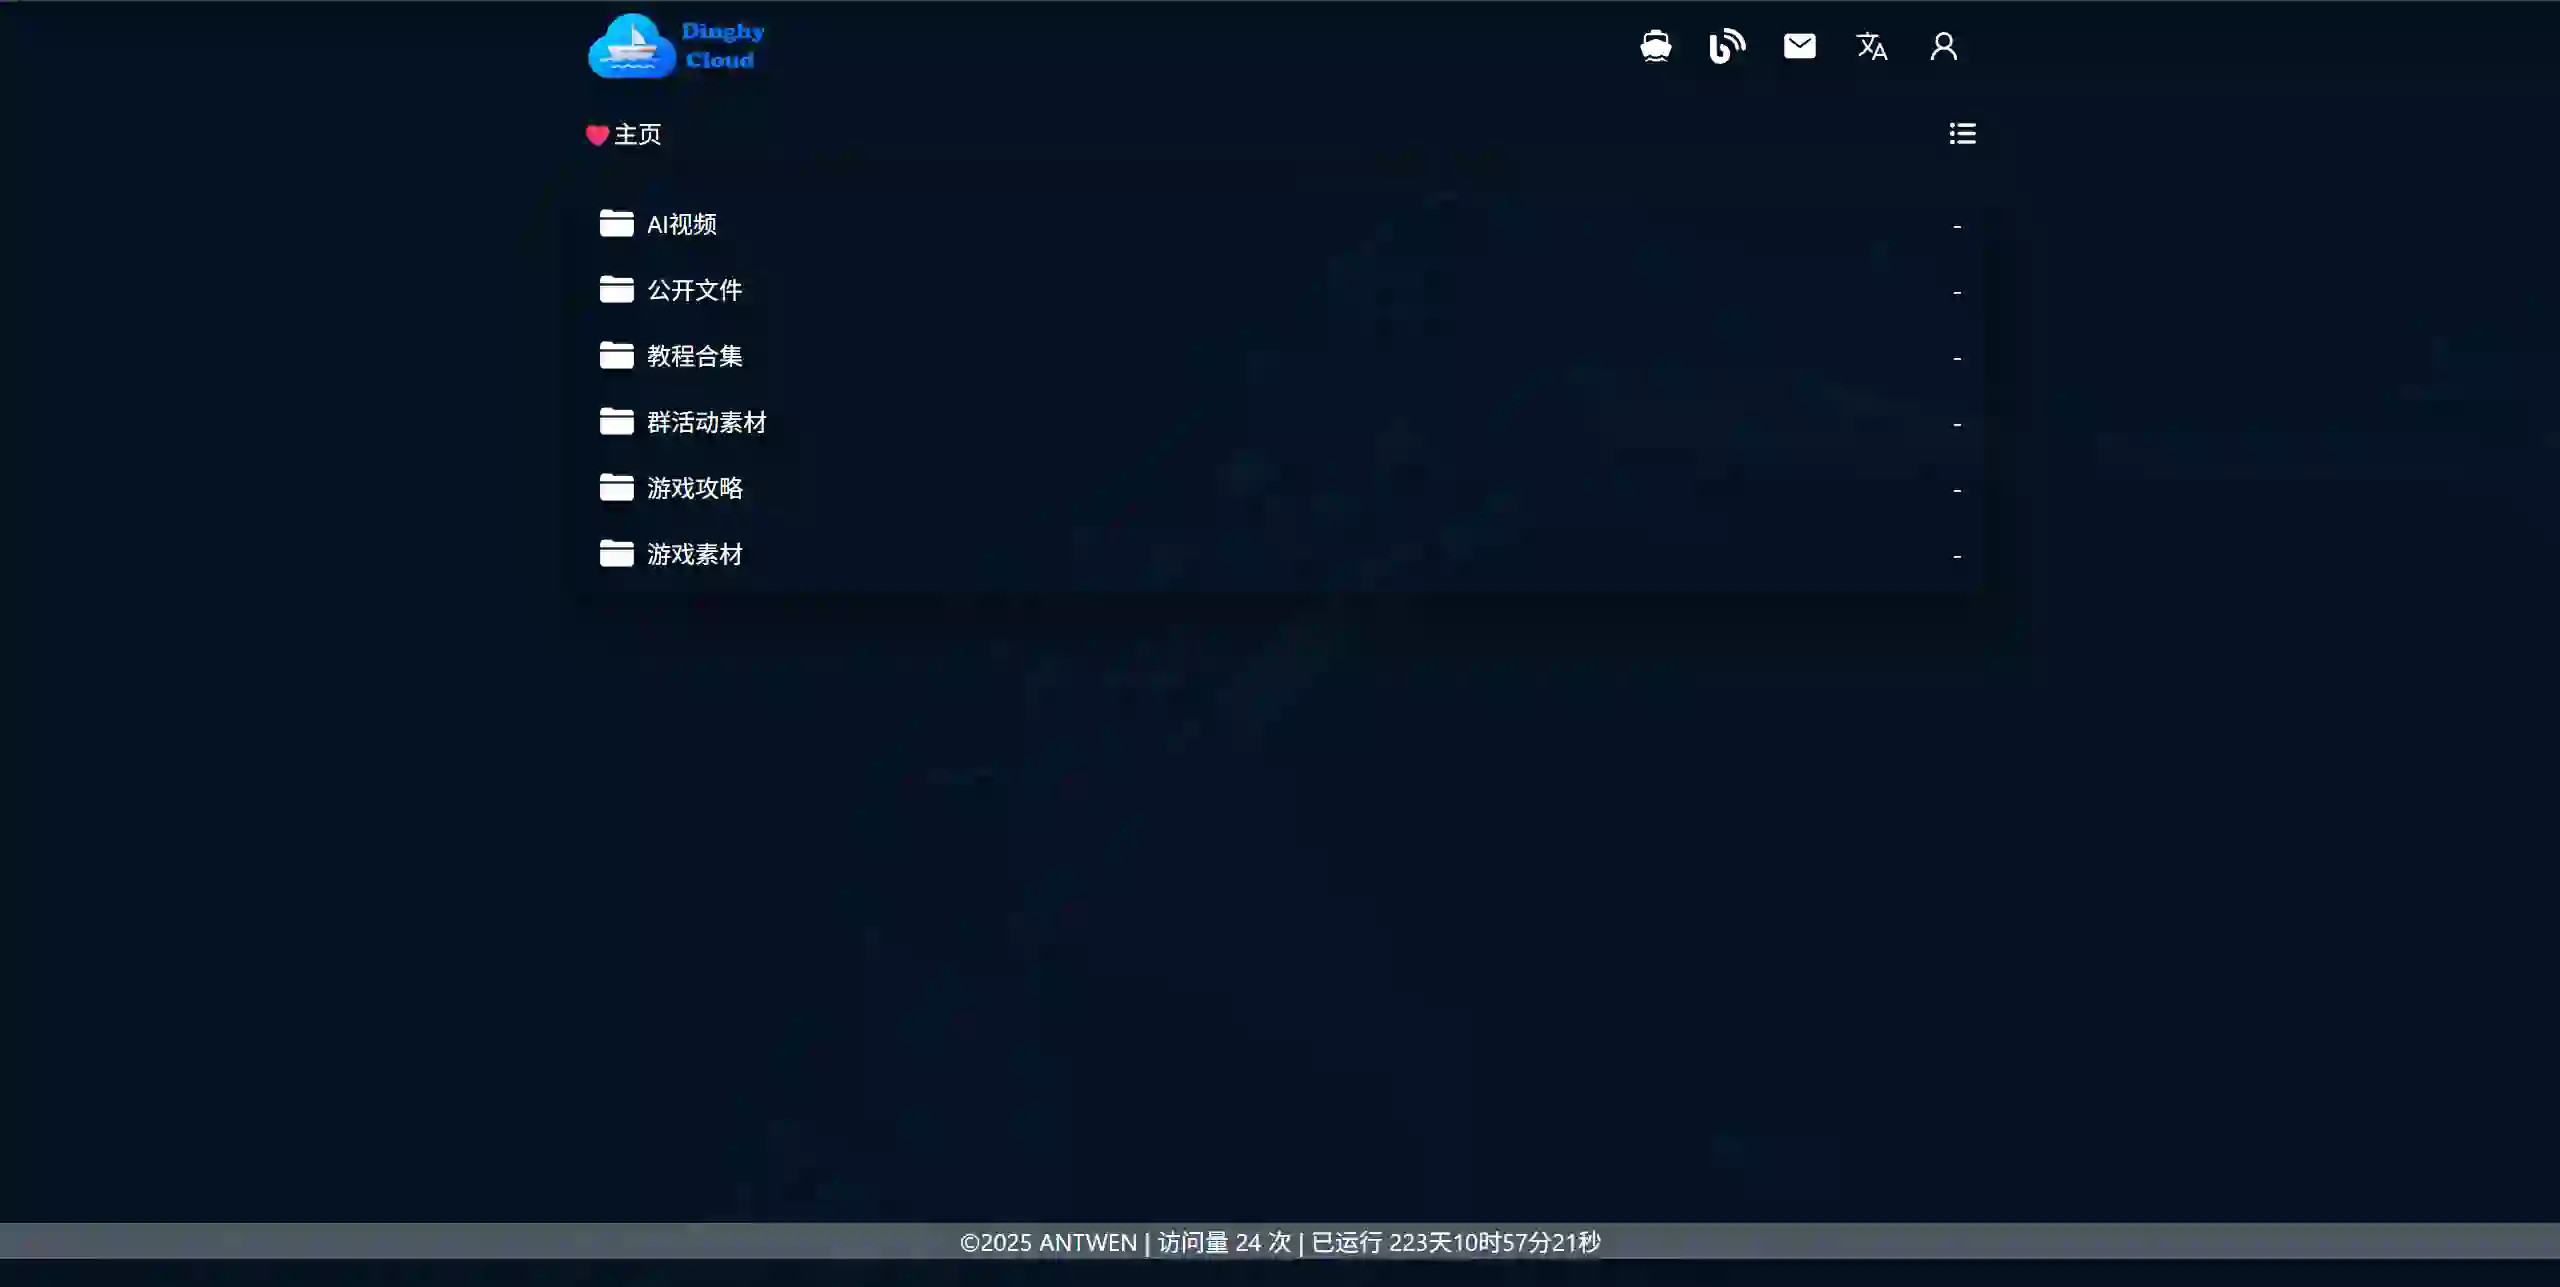 Dinghy
Cloud
主页
AI视频 -
公开文件 -
教程合集 -
群活动素材 -
游戏攻略 -
游戏素材 -
©2025 ANTWEN | 访问量 24 次 | 已运行 223天10时57分21秒